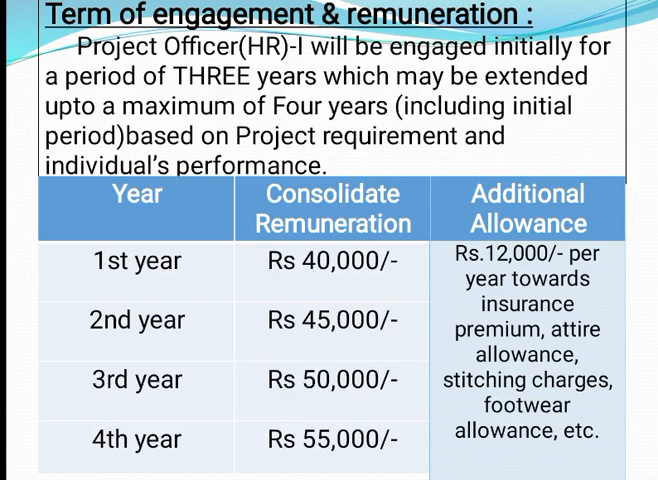 Term of engagement & remuneration :
Project Officer(HR)-I will be engaged initially for
a period of THREE years which may be extended
upto a maximum of Four years (including initial
period)based on Project requirement and
individual's performance.
Year
Consolidate
Remuneration
Additional
Allowance
1st year
Rs 40,000/-
2nd year
Rs 45,000/-
3rd year
Rs 50,000/-
4th year
Rs 55,000/-
Rs.12,000/- per
year towards
insurance
premium, attire
allowance,
stitching charges,
footwear
allowance, etc.